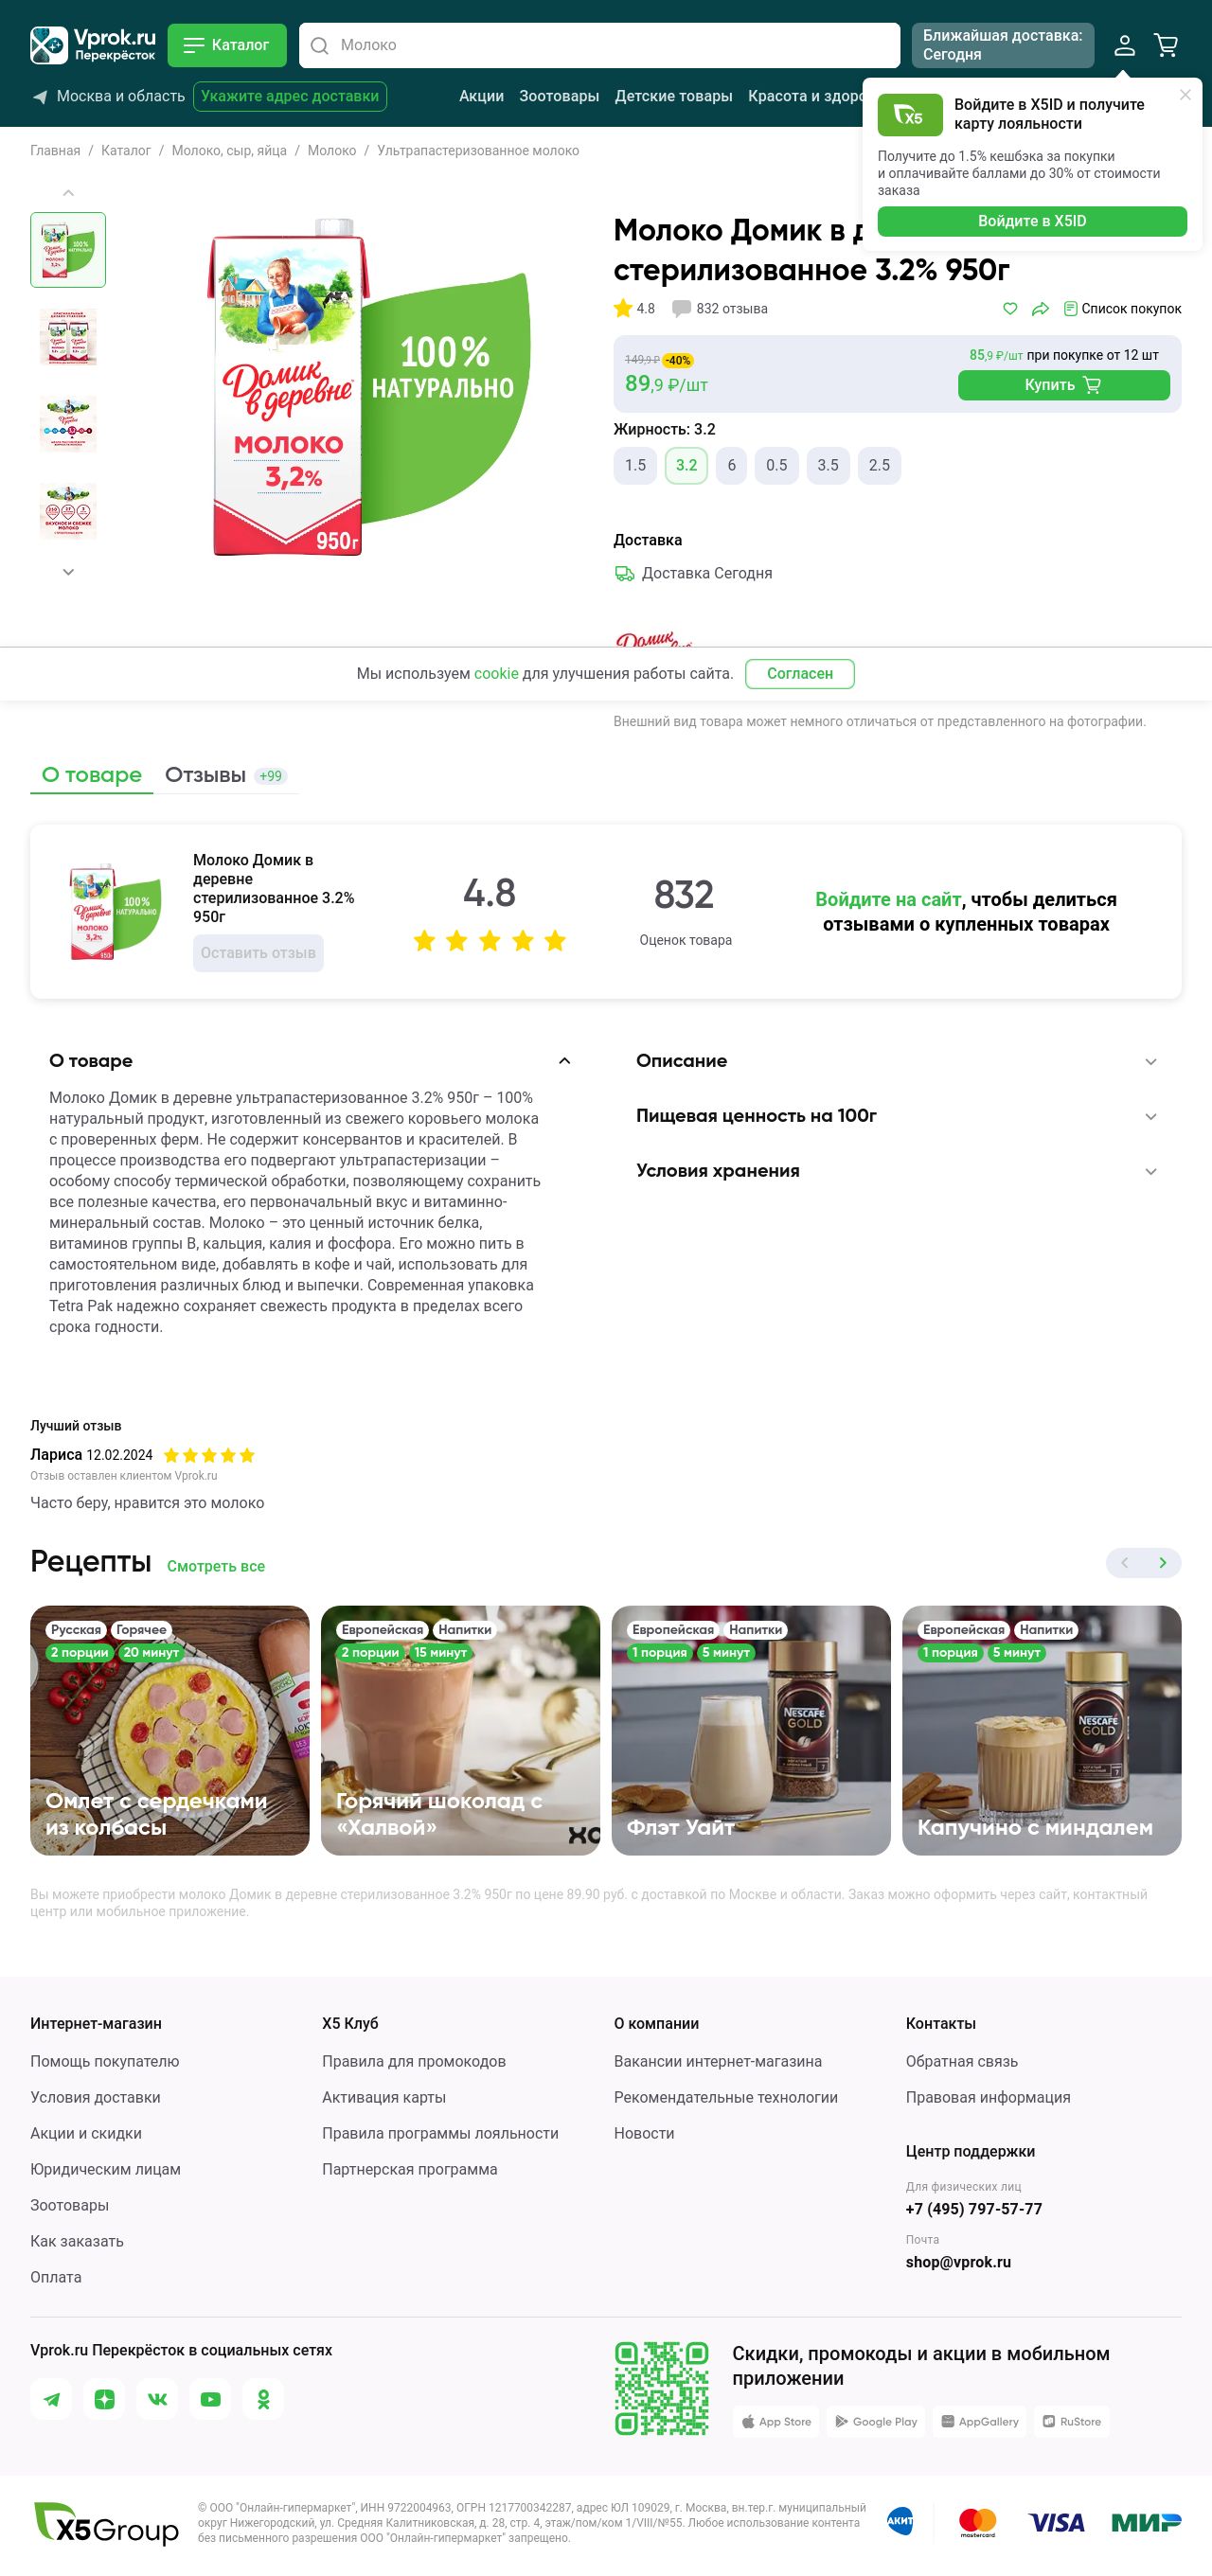 Vprok.ru
Перекрёсток
Каталог
Молоко
Ближайшая доставка:
Сегодня
Москва и область
Укажите адрес доставки
Акции
Зоотовары
Детские товары
Красота и здоро
Войдите в X5ID и получите
карту лояльности
Получите до 1.5% кешбэка за покупки
и оплачивайте баллами до 30% от стоимости
заказа
Войдите в X5ID
Главная / Каталог / Молоко, сыр, яйца / Молоко / Ультрапастеризованное молоко
Домик
в деревне
МОЛОКО
3,2%
950г
100%
НАТУРАЛЬНО
Молоко Домик в д
стерилизованное 3.2% 950г
4.8
832 отзыва
Список покупок
149,9 ₽ -40%
89,9 ₽/шт
85,9 ₽/шт при покупке от 12 шт
Купить
Жирность: 3.2
1.5 3.2 6 0.5 3.5 2.5
Доставка
Доставка Сегодня
Мы используем cookie для улучшения работы сайта.
Согласен
Внешний вид товара может немного отличаться от представленного на фотографии.
О товаре
Отзывы +99
Молоко Домик в
деревне
стерилизованное 3.2%
950г
Оставить отзыв
4.8
832
Оценок товара
Войдите на сайт, чтобы делиться
отзывами о купленных товарах
О товаре
Молоко Домик в деревне ультрапастеризованное 3.2% 950г – 100%
натуральный продукт, изготовленный из свежего коровьего молока
с проверенных ферм. Не содержит консервантов и красителей. В
процессе производства его подвергают ультрапастеризации –
особому способу термической обработки, позволяющему сохранить
все полезные качества, его первоначальный вкус и витаминно-
минеральный состав. Молоко – это ценный источник белка,
витаминов группы B, кальция, калия и фосфора. Его можно пить в
самостоятельном виде, добавлять в кофе и чай, использовать для
приготовления различных блюд и выпечки. Современная упаковка
Tetra Pak надежно сохраняет свежесть продукта в пределах всего
срока годности.
Описание
Пищевая ценность на 100г
Условия хранения
Лучший отзыв
Лариса 12.02.2024
Отзыв оставлен клиентом Vprok.ru
Часто беру, нравится это молоко
Рецепты
Смотреть все
Русская Горячее
2 порции 20 минут
Омлет с сердечками
из колбасы
Европейская Напитки
2 порции 15 минут
Горячий шоколад с
«Халвой»
Европейская Напитки
1 порция 5 минут
NESCAFÉ
GOLD
Флэт Уайт
Европейская Напитки
1 порция 5 минут
NESCAFÉ
GOLD
Капучино с миндалем
Вы можете приобрести молоко Домик в деревне стерилизованное 3.2% 950г по цене 89.90 руб. с доставкой по Москве и области. Заказ можно оформить через сайт, контактный
центр или мобильное приложение.
Интернет-магазин
Помощь покупателю
Условия доставки
Акции и скидки
Юридическим лицам
Зоотовары
Как заказать
Оплата
X5 Клуб
Правила для промокодов
Активация карты
Правила программы лояльности
Партнерская программа
О компании
Вакансии интернет-магазина
Рекомендательные технологии
Новости
Контакты
Обратная связь
Правовая информация
Центр поддержки
Для физических лиц
+7 (495) 797-57-77
Почта
shop@vprok.ru
Vprok.ru Перекрёсток в социальных сетях
Скидки, промокоды и акции в мобильном
приложении
App Store
Google Play
AppGallery
RuStore
X5Group
© ООО "Онлайн-гипермаркет", ИНН 9722004963, ОГРН 1217700342287, адрес ЮЛ 109029, г. Москва, вн.тер.г. муниципальный
округ Нижегородский, ул. Средняя Калитниковская, д. 28, стр. 4, этаж/пом/ком 1/VIII/№55. Любое использование контента
без письменного разрешения ООО "Онлайн-гипермаркет" запрещено.
АКИТ
mastercard
VISA
МИР